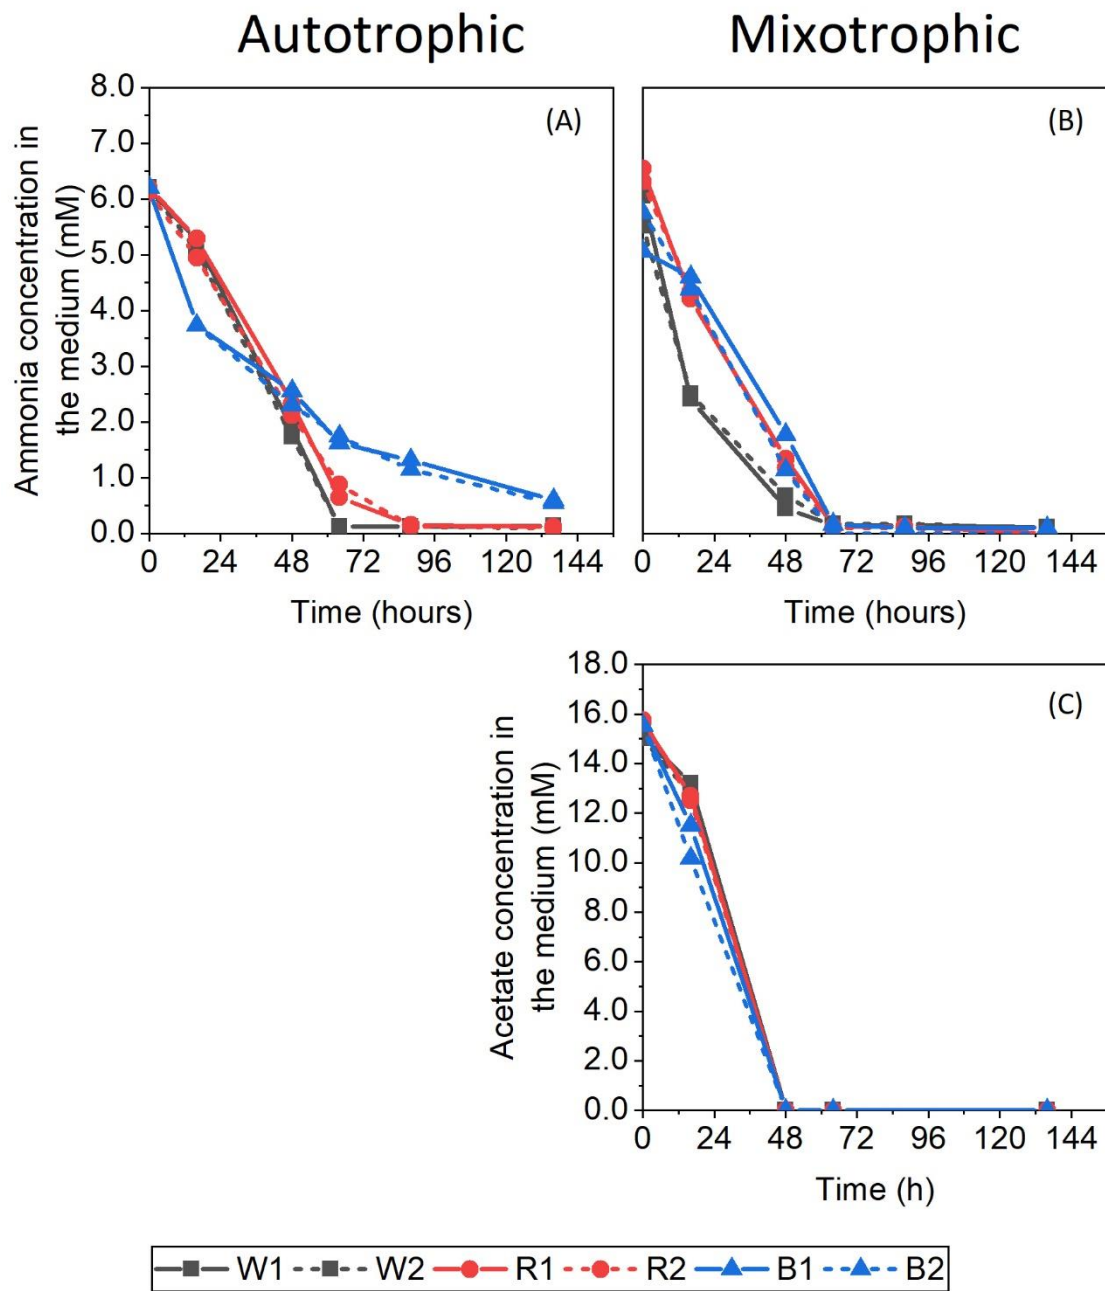 Autotrophic
Mixotrophic
Ammonia concentration in
the medium (mM)
8.0
7.0
6.0
5.0
4.0
3.0
2.0
1.0
0.0
(A)
0 24 48 72 96 120 144
Time (hours)
(B)
0 24 48 72 96 120 144
Time (hours)
Acetate concentration in
the medium (mM)
18.0
16.0
14.0
12.0
10.0
8.0
6.0
4.0
2.0
0.0
(C)
0 24 48 72 96 120 144
Time (h)
W1 W2 R1 R2 B1 B2